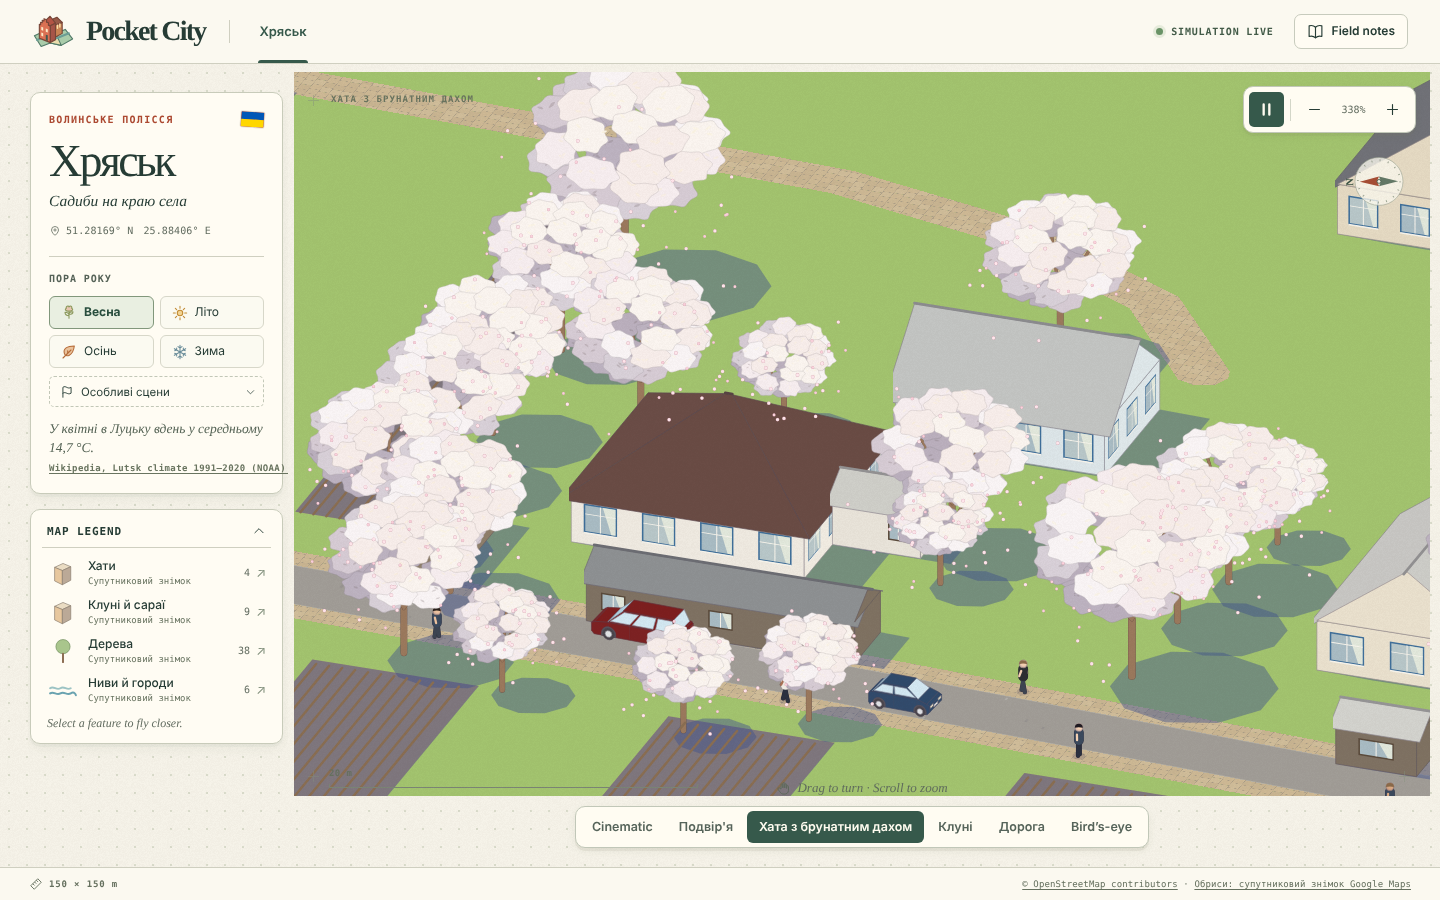 Pocket City
Хряськ
SIMULATION LIVE
Field notes
ВОЛИНСЬКЕ ПОЛІССЯ
Хряськ
Садиби на краю села
51.28169° N 25.88406° E
ПОРА РОКУ
Весна
Літо
Осінь
Зима
Особливі сцени
У квітні в Луцьку вдень у середньому
14,7 °C.
Wikipedia, Lutsk climate 1991–2020 (NOAA)
MAP LEGEND
Хати
Супутниковий знімок
4
Клуні й сараї
Супутниковий знімок
9
Дерева
Супутниковий знімок
38
Ниви й городи
Супутниковий знімок
6
Select a feature to fly closer.
ХАТА З БРУНАТНИМ ДАХОМ
338%
N
Drag to turn · Scroll to zoom
Cinematic
Подвір'я
Хата з брунатним дахом
Клуні
Дорога
Bird's-eye
150 × 150 m
© OpenStreetMap contributors · Обриси: супутниковий знімок Google Maps